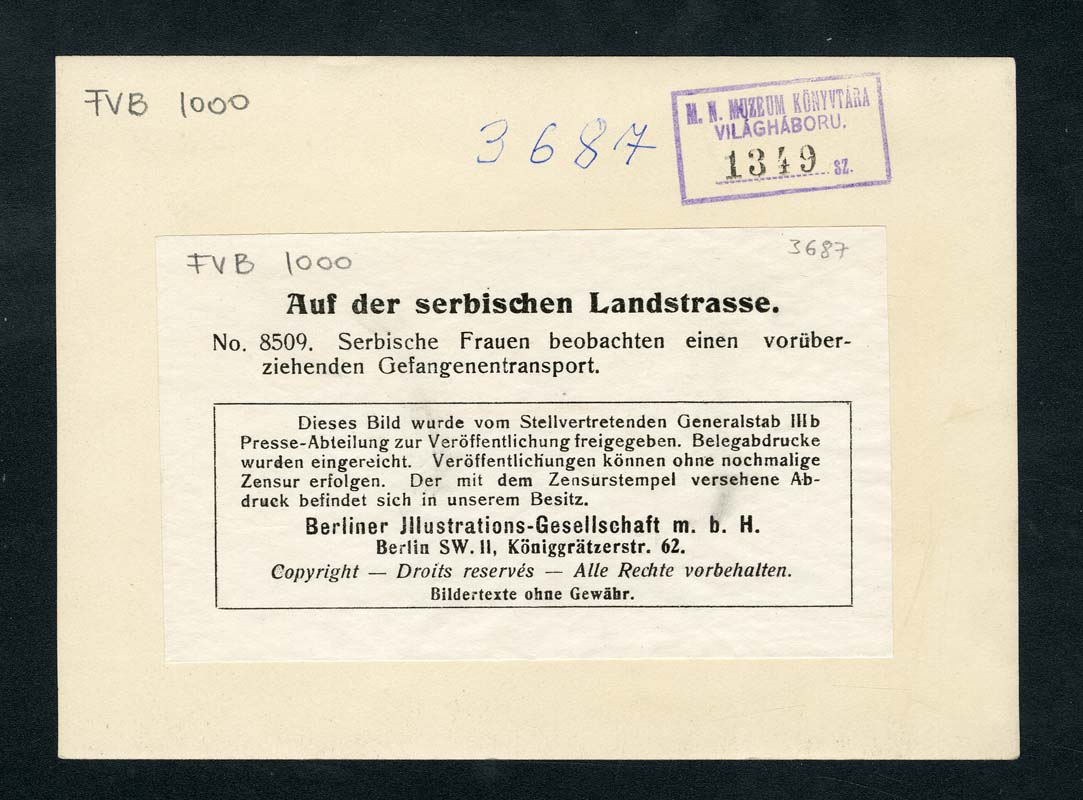 FVB 1000
3687
M. N. MUZEUM KÖNYVTÁRA
VILÁGHÁBORU.
1349 SZ.
FVB 1000
3687
Auf der serbischen Landstrasse.
No. 8509. Serbische Frauen beobachten einen vorüber-
ziehenden Gefangenentransport.
Dieses Bild wurde vom Stellvertretenden Generalstab IIIb
Presse-Abteilung zur Veröffentlichung freigegeben. Belegabdrucke
wurden eingereicht. Veröffentlichungen können ohne nochmalige
Zensur erfolgen. Der mit dem Zensurstempel versehene Ab-
druck befindet sich in unserem Besitz.
Berliner Jllustrations-Gesellschaft m. b. H.
Berlin SW. 11, Königgrätzerstr. 62.
Copyright — Droits reservés — Alle Rechte vorbehalten.
Bildertexte ohne Gewähr.